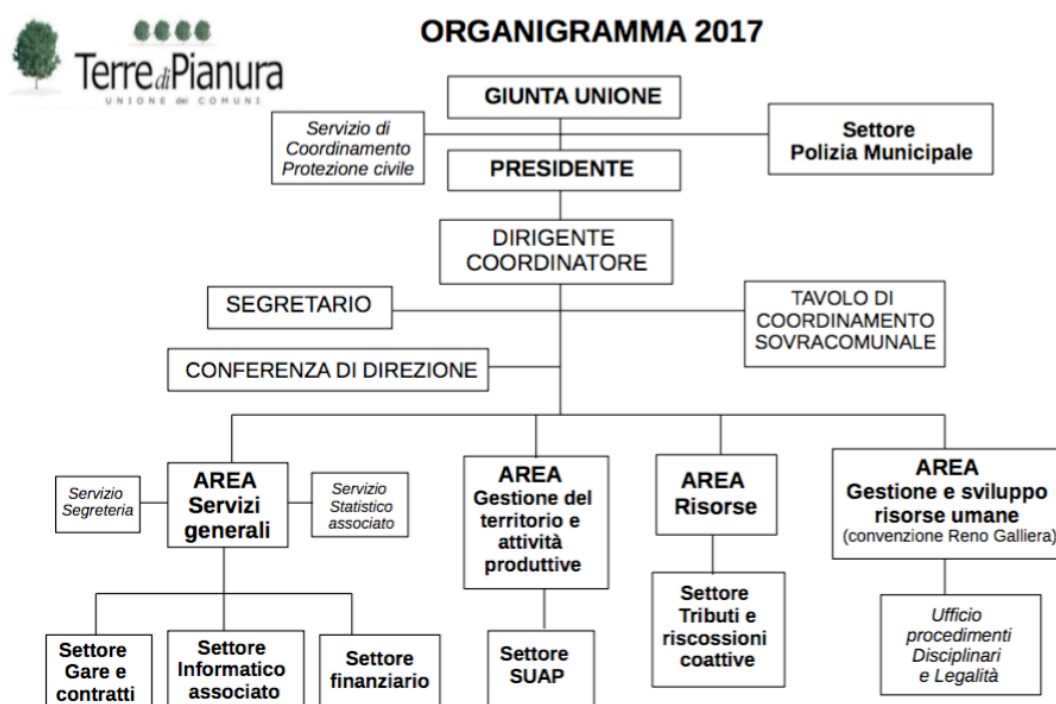 Terre di Pianura
UNIONE dei COMUNI
ORGANIGRAMMA 2017
GIUNTA UNIONE
Servizio di
Coordinamento
Protezione civile
Settore
Polizia Municipale
PRESIDENTE
DIRIGENTE
COORDINATORE
SEGRETARIO
TAVOLO DI
COORDINAMENTO
SOVRACOMUNALE
CONFERENZA DI DIREZIONE
Servizio
Segreteria
AREA
Servizi
generali
Servizio
Statistico
associato
AREA
Gestione del
territorio e
attività
produttive
AREA
Risorse
AREA
Gestione e sviluppo
risorse umane
(convenzione Reno Galliera)
Settore
Gare e
contratti
Settore
Informatico
associato
Settore
finanziario
Settore
SUAP
Settore
Tributi e
riscossioni
coattive
Ufficio
procedimenti
Disciplinari
e Legalità